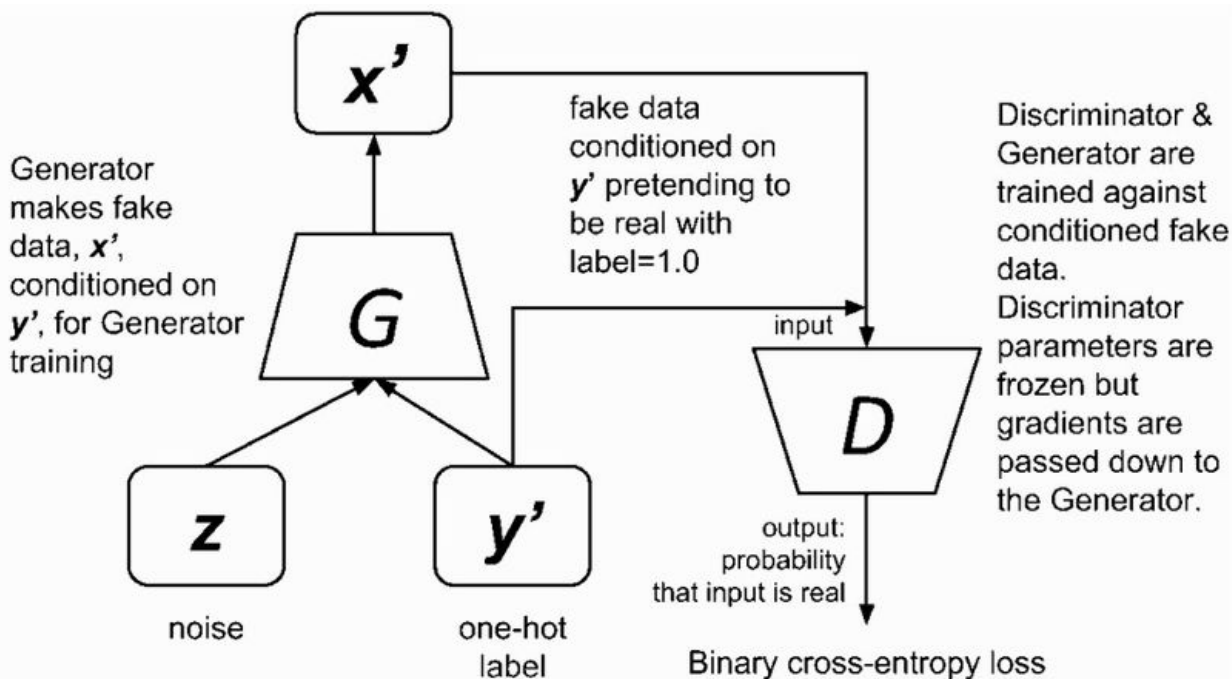 x’
Generator
makes fake
data, x’,
conditioned on
y’, for Generator
training
fake data
conditioned on
y’ pretending to
be real with
label=1.0
Discriminator &
Generator are
trained against
conditioned fake
data.
Discriminator
parameters are
frozen but
gradients are
passed down to
the Generator.
G
input
D
z
y’
noise
one-hot
label
output:
probability
that input is real
Binary cross-entropy loss